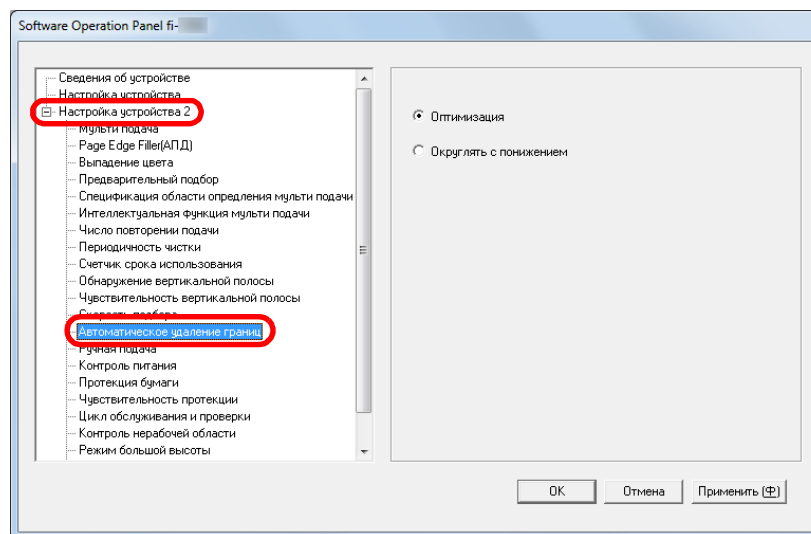 Software Operation Panel fi-
Сведения об устройстве
Настройка устройства
Настройка устройства 2
Мульти подача
Page Edge Filler(АПД)
Выпадение цвета
Предварительный подбор
Спецификация области опредления мульти подачи
Интеллектуальная функция мульти подачи
Число повторении подачи
Периодичность чистки
Счетчик срока использования
Обнаружение вертикальной полосы
Чувствительность вертикальной полосы
Скорость подбора
Автоматическое удаление границ
Ручная подача
Контроль питания
Протекция бумаги
Чувствительность протекции
Цикл обслуживания и проверки
Контроль нерабочей области
Режим большой высоты
Оптимизация
Округлять с понижением
OK Отмена Применить (Ф)